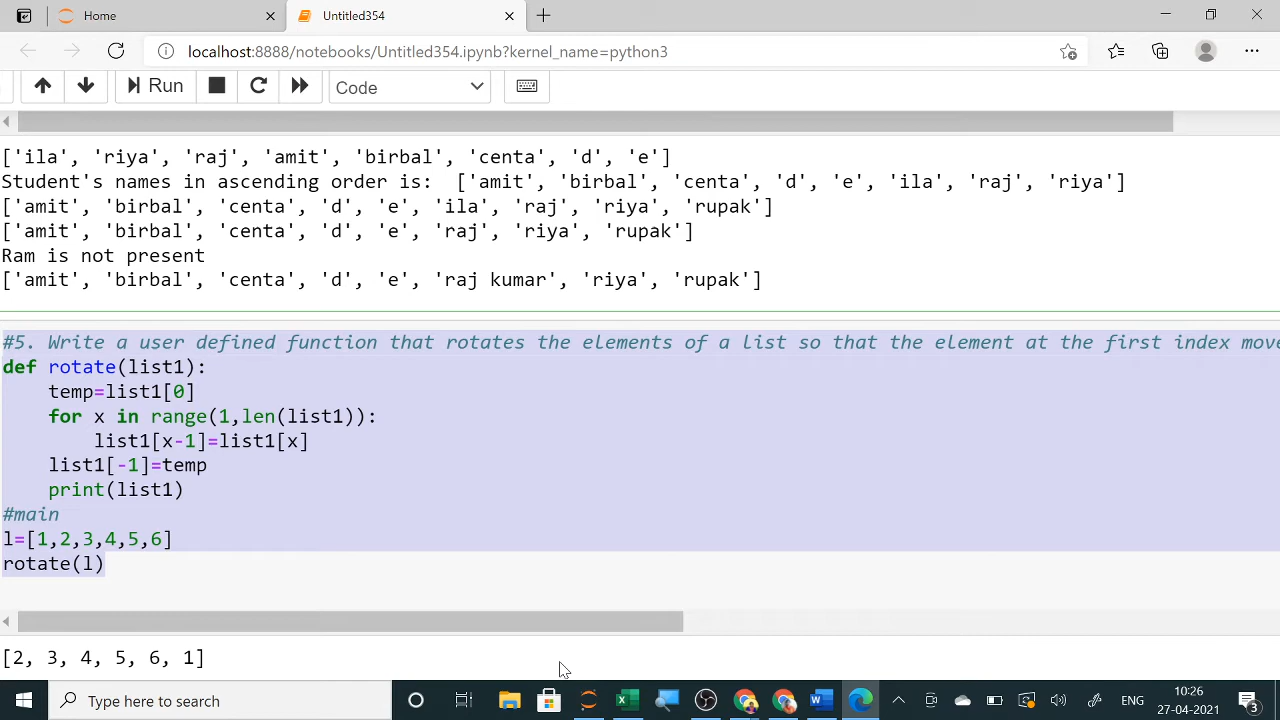 Home
Untitled354
localhost:8888/notebooks/Untitled354.ipynb?kernel_name=python3
Run
Code
['ila', 'riya', 'raj', 'amit', 'birbal', 'centa', 'd', 'e']
Student's names in ascending order is:  ['amit', 'birbal', 'centa', 'd', 'e', 'ila', 'raj', 'riya']
['amit', 'birbal', 'centa', 'd', 'e', 'ila', 'raj', 'riya', 'rupak']
['amit', 'birbal', 'centa', 'd', 'e', 'raj', 'riya', 'rupak']
Ram is not present
['amit', 'birbal', 'centa', 'd', 'e', 'raj kumar', 'riya', 'rupak']
#5. Write a user defined function that rotates the elements of a list so that the element at the first index move
def rotate(list1):
    temp=list1[0]
    for x in range(1,len(list1)):
        list1[x-1]=list1[x]
    list1[-1]=temp
    print(list1)
#main
l=[1,2,3,4,5,6]
rotate(l)
[2, 3, 4, 5, 6, 1]
Type here to search
ENG
10:26
27-04-2021
3